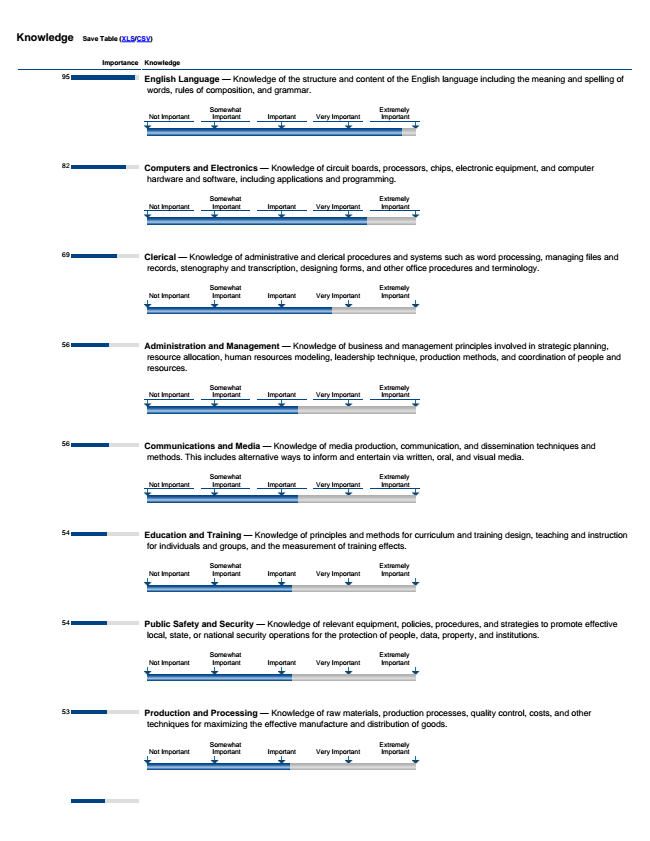 Knowledge Save Table (XLS/CSV)
Importance Knowledge
95 English Language — Knowledge of the structure and content of the English language including the meaning and spelling of
words, rules of composition, and grammar.
Not Important Somewhat Important Important Very Important Extremely Important
82 Computers and Electronics — Knowledge of circuit boards, processors, chips, electronic equipment, and computer
hardware and software, including applications and programming.
Not Important Somewhat Important Important Very Important Extremely Important
69 Clerical — Knowledge of administrative and clerical procedures and systems such as word processing, managing files and
records, stenography and transcription, designing forms, and other office procedures and terminology.
Not Important Somewhat Important Important Very Important Extremely Important
56 Administration and Management — Knowledge of business and management principles involved in strategic planning,
resource allocation, human resources modeling, leadership technique, production methods, and coordination of people and
resources.
Not Important Somewhat Important Important Very Important Extremely Important
56 Communications and Media — Knowledge of media production, communication, and dissemination techniques and
methods. This includes alternative ways to inform and entertain via written, oral, and visual media.
Not Important Somewhat Important Important Very Important Extremely Important
54 Education and Training — Knowledge of principles and methods for curriculum and training design, teaching and instruction
for individuals and groups, and the measurement of training effects.
Not Important Somewhat Important Important Very Important Extremely Important
54 Public Safety and Security — Knowledge of relevant equipment, policies, procedures, and strategies to promote effective
local, state, or national security operations for the protection of people, data, property, and institutions.
Not Important Somewhat Important Important Very Important Extremely Important
53 Production and Processing — Knowledge of raw materials, production processes, quality control, costs, and other
techniques for maximizing the effective manufacture and distribution of goods.
Not Important Somewhat Important Important Very Important Extremely Important